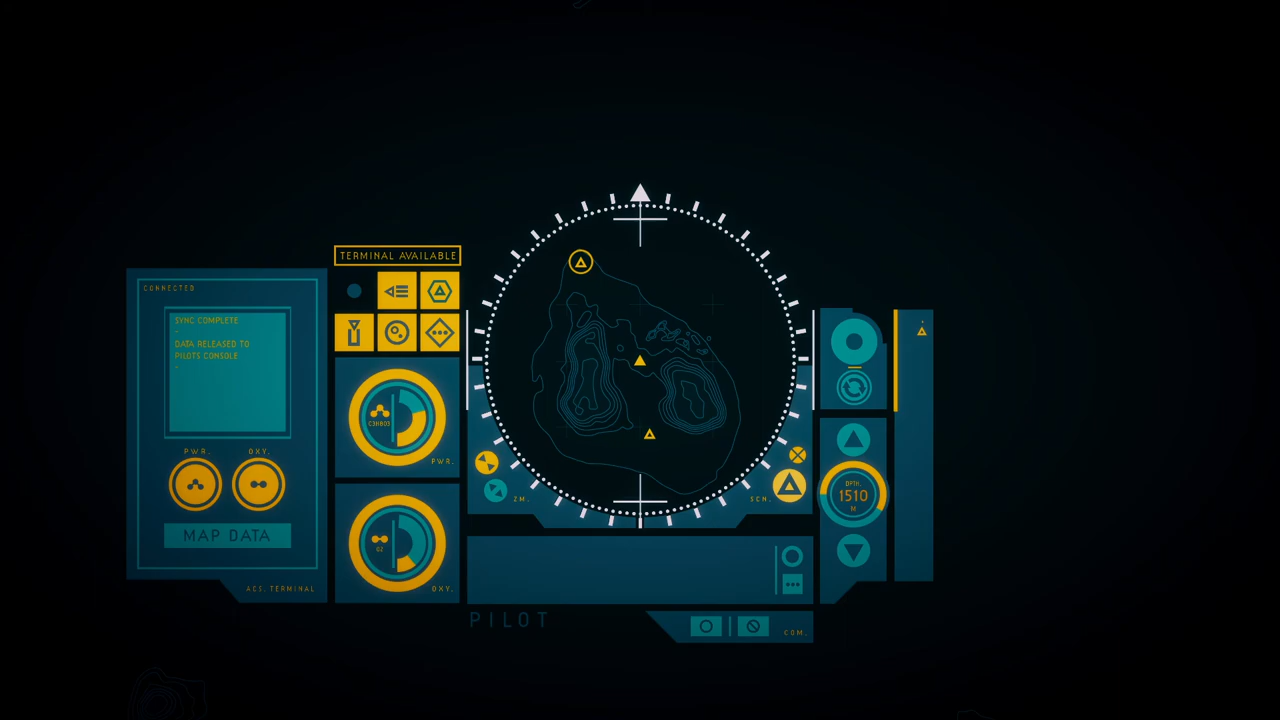 TERMINAL AVAILABLE
CONNECTED
SYNC COMPLETE
-
DATA RELEASED TO
PILOTS CONSOLE
-
PWR.
OXY.
MAP DATA
ACS. TERMINAL
PWR.
O2
OXY.
ZM.
SCN.
DPTH.
1510
M
PILOT
COM.